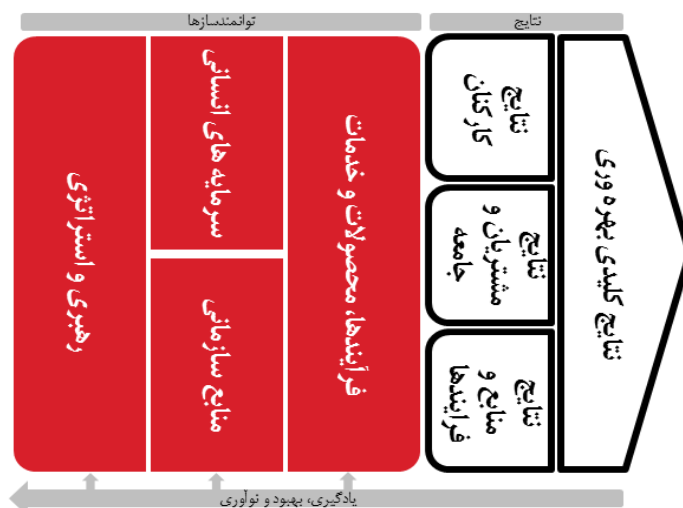 توانمندسازها
نتایج
رهبری و استراتژی
سرمایه های انسانی
منابع سازمانی
فرآیندها، محصولات و خدمات
نتایج
کارکنان
نتایج
مشتریان و
جامعه
نتایج
منابع و
فرایندها
نتایج کلیدی بهره وری
یادگیری، بهبود و نوآوری